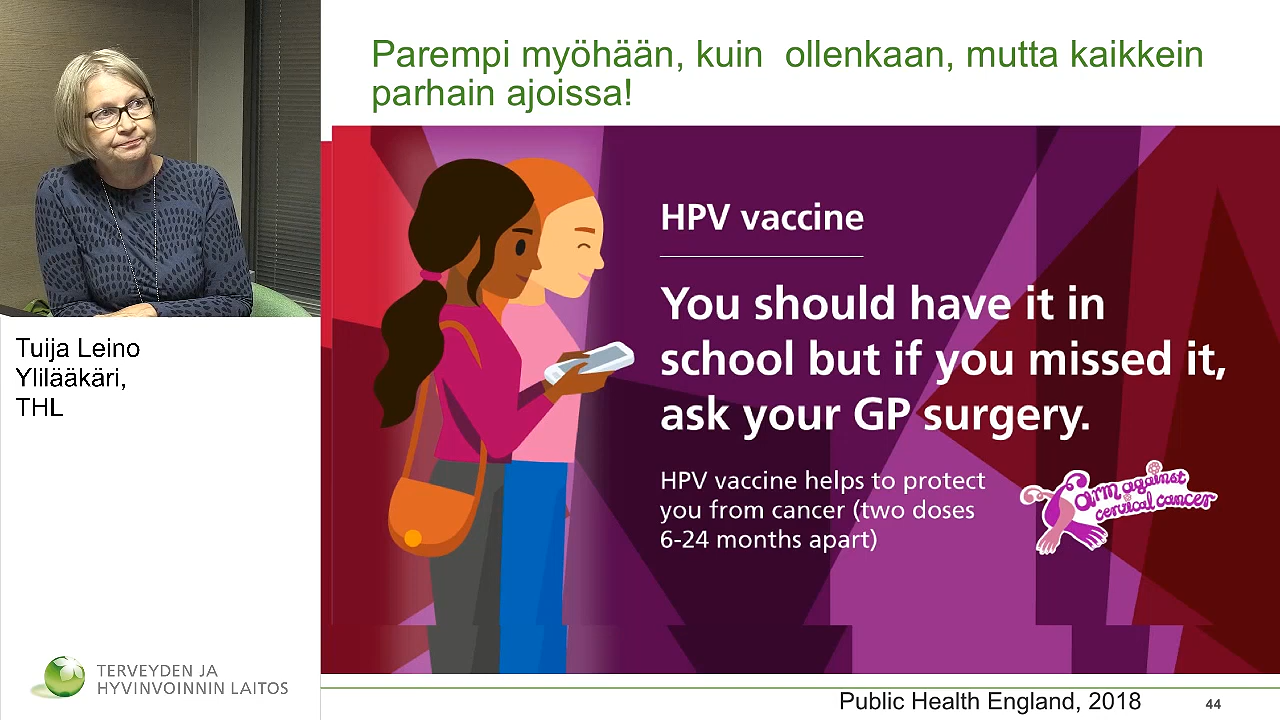 Parempi myöhään, kuin  ollenkaan, mutta kaikkein
parhain ajoissa!
HPV vaccine
You should have it in
school but if you missed it,
ask your GP surgery.
HPV vaccine helps to protect
you from cancer (two doses
6-24 months apart)
arm against
cervical cancer
Tuija Leino
Ylilääkäri,
THL
TERVEYDEN JA
HYVINVOINNIN LAITOS
Public Health England, 2018
44